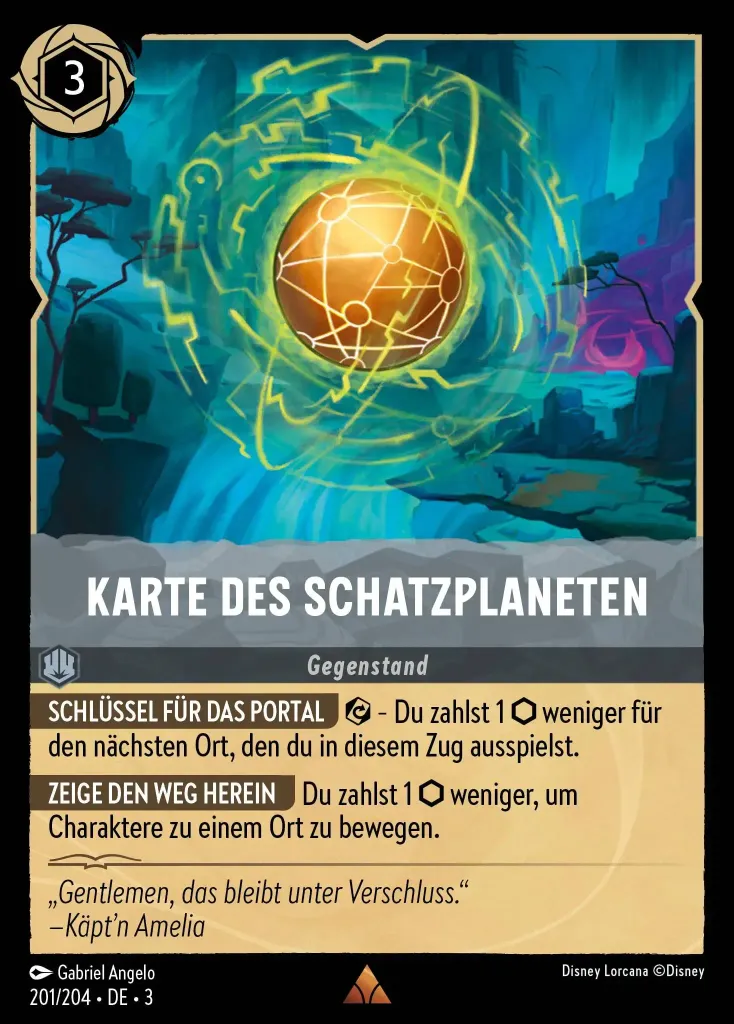 3
KARTE DES SCHATZPLANETEN
Gegenstand
SCHLÜSSEL FÜR DAS PORTAL - Du zahlst 1 weniger für
den nächsten Ort, den du in diesem Zug ausspielst.
ZEIGE DEN WEG HEREIN Du zahlst 1 weniger, um
Charaktere zu einem Ort zu bewegen.
„Gentlemen, das bleibt unter Verschluss.“
–Käpt’n Amelia
Gabriel Angelo
Disney Lorcana ©Disney
201/204 • DE • 3